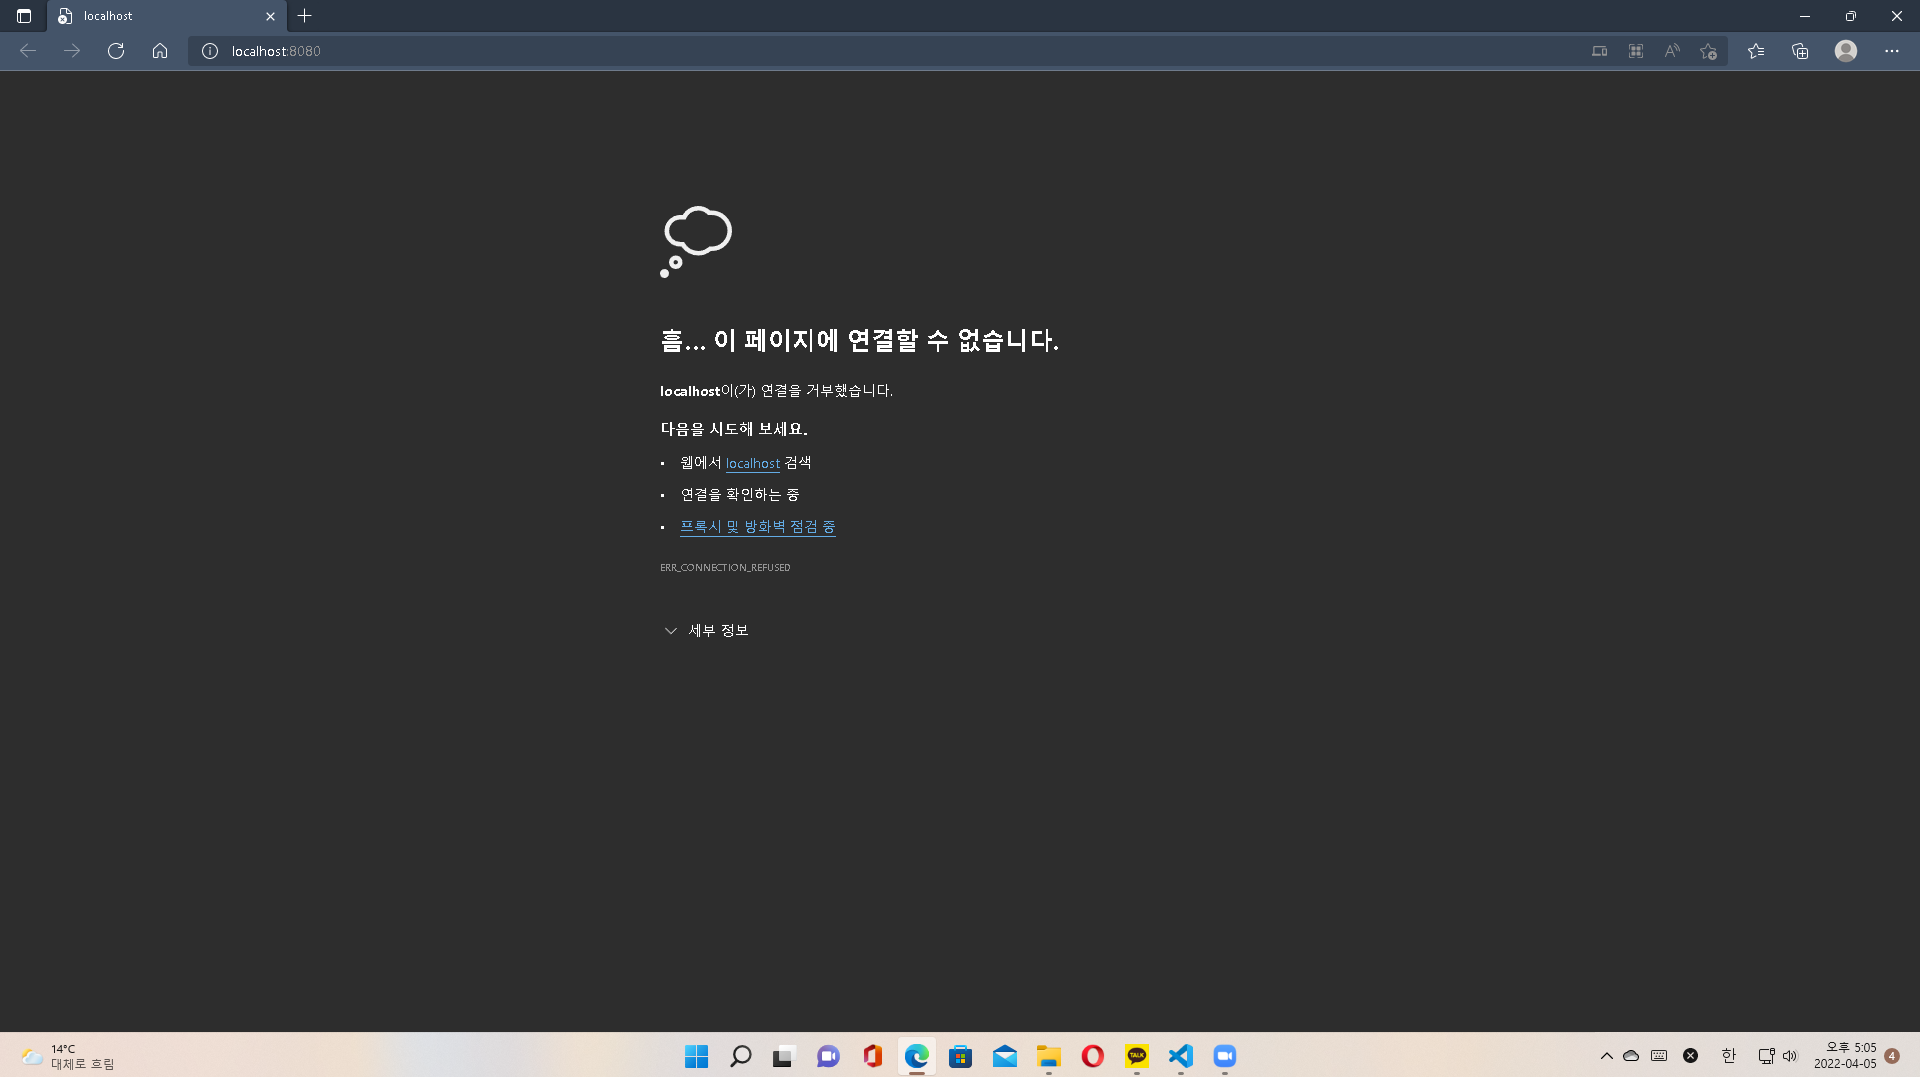 localhost
localhost:8080
흠... 이 페이지에 연결할 수 없습니다.
localhost이(가) 연결을 거부했습니다.
다음을 시도해 보세요.
• 웹에서 localhost 검색
• 연결을 확인하는 중
• 프록시 및 방화벽 점검 중
ERR_CONNECTION_REFUSED
세부 정보
14°C
대체로 흐림
TALK
한
오후 5:05
2022-04-05
4